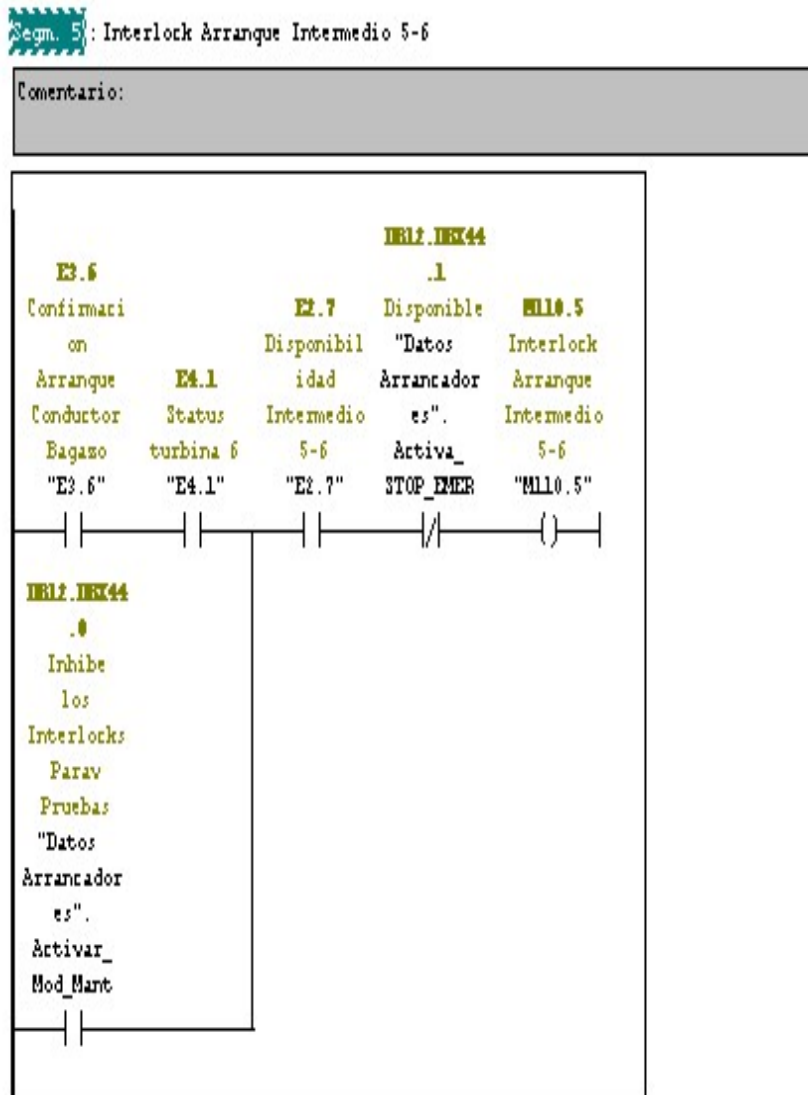 Segm. 5: Interlock Arranque Intermedio 5-6
Comentario:
E3.6
Confirmaci
on
Arranque
Conductor
Bagazo
"E3.6"
E4.1
Status
turbina 6
"E4.1"
E2.7
Disponibil
idad
Intermedio
5-6
"E2.7"
DB12.DBX44
.1
Disponible
"Datos
Arrancador
es".
Activa_
STOP_EMER
M110.5
Interlock
Arranque
Intermedio
5-6
"M110.5"
DB12.DBX44
.0
Inhibe
los
Interlocks
Parav
Pruebas
"Datos
Arrancador
es".
Activar_
Mod_Mant